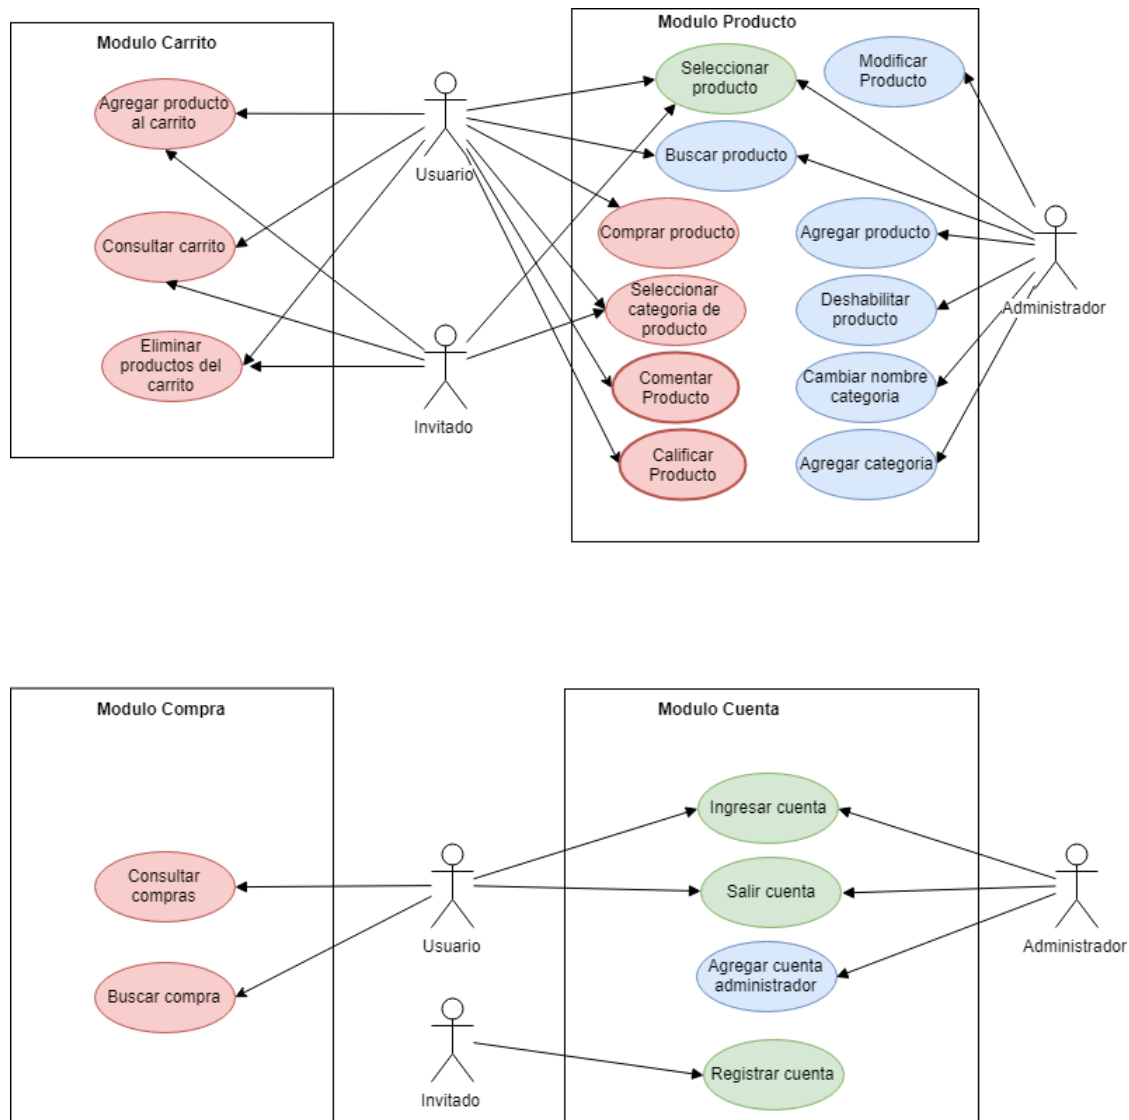 Modulo Carrito
Agregar producto
al carrito
Consultar carrito
Eliminar
productos del
carrito
Usuario
Invitado
Modulo Producto
Seleccionar
producto
Modificar
Producto
Buscar producto
Comprar producto
Agregar producto
Seleccionar
categoria de
producto
Deshabilitar
producto
Comentar
Producto
Cambiar nombre
categoria
Calificar
Producto
Agregar categoria
Administrador
Modulo Compra
Consultar
compras
Buscar compra
Usuario
Invitado
Modulo Cuenta
Ingresar cuenta
Salir cuenta
Agregar cuenta
administrador
Registrar cuenta
Administrador